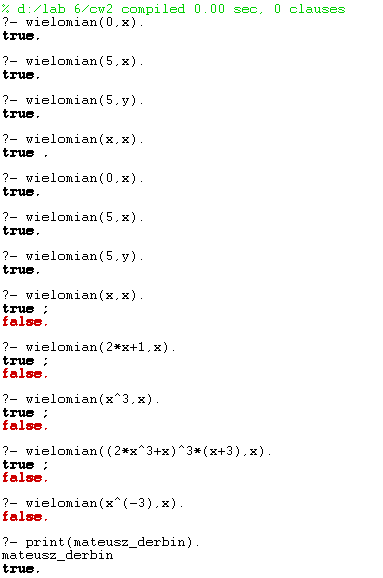 % d:/lab 6/cw2 compiled 0.00 sec, 0 clauses
?- wielomian(0,x).
true.
?- wielomian(5,x).
true.
?- wielomian(5,y).
true.
?- wielomian(x,x).
true .
?- wielomian(0,x).
true.
?- wielomian(5,x).
true.
?- wielomian(5,y).
true.
?- wielomian(x,x).
true ;
false.
?- wielomian(2*x+1,x).
true ;
false.
?- wielomian(x^3,x).
true ;
false.
?- wielomian((2*x^3+x)^3*(x+3),x).
true ;
false.
?- wielomian(x^(-3),x).
false.
?- print(mateusz_derbin).
mateusz_derbin
true.